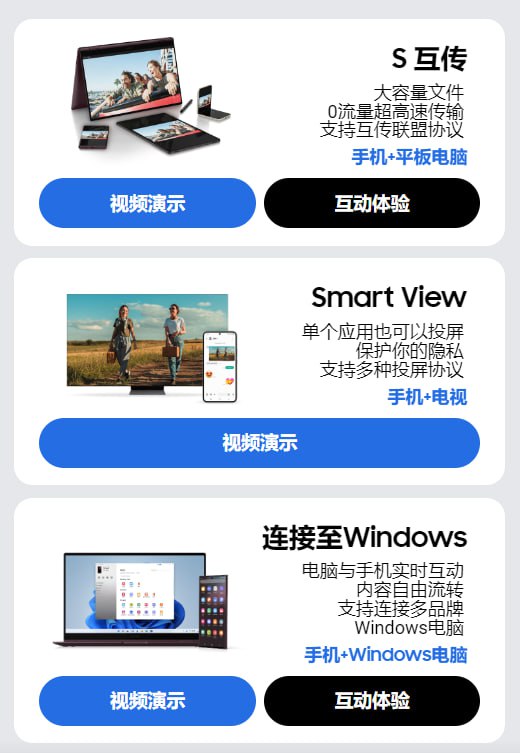 S 互传
大容量文件
0流量超高速传输
支持互传联盟协议
手机+平板电脑
视频演示
互动体验
Smart View
单个应用也可以投屏
保护你的隐私
支持多种投屏协议
手机+电视
视频演示
连接至Windows
电脑与手机实时互动
内容自由流转
支持连接多品牌
Windows电脑
手机+Windows电脑
视频演示
互动体验